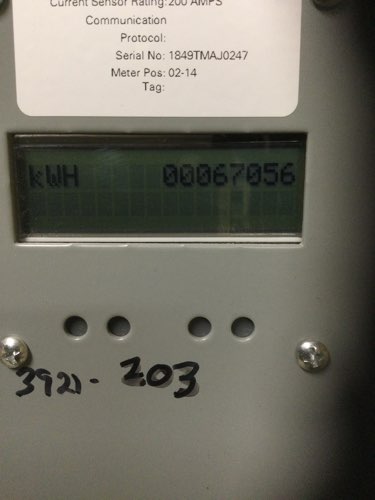 Current Sensor Rating: 200 AMPS
Communication
Protocol:
Serial No: 1849TMAJ0247
Meter Pos: 02-14
Tag:
kWH 00067056
3921- 203